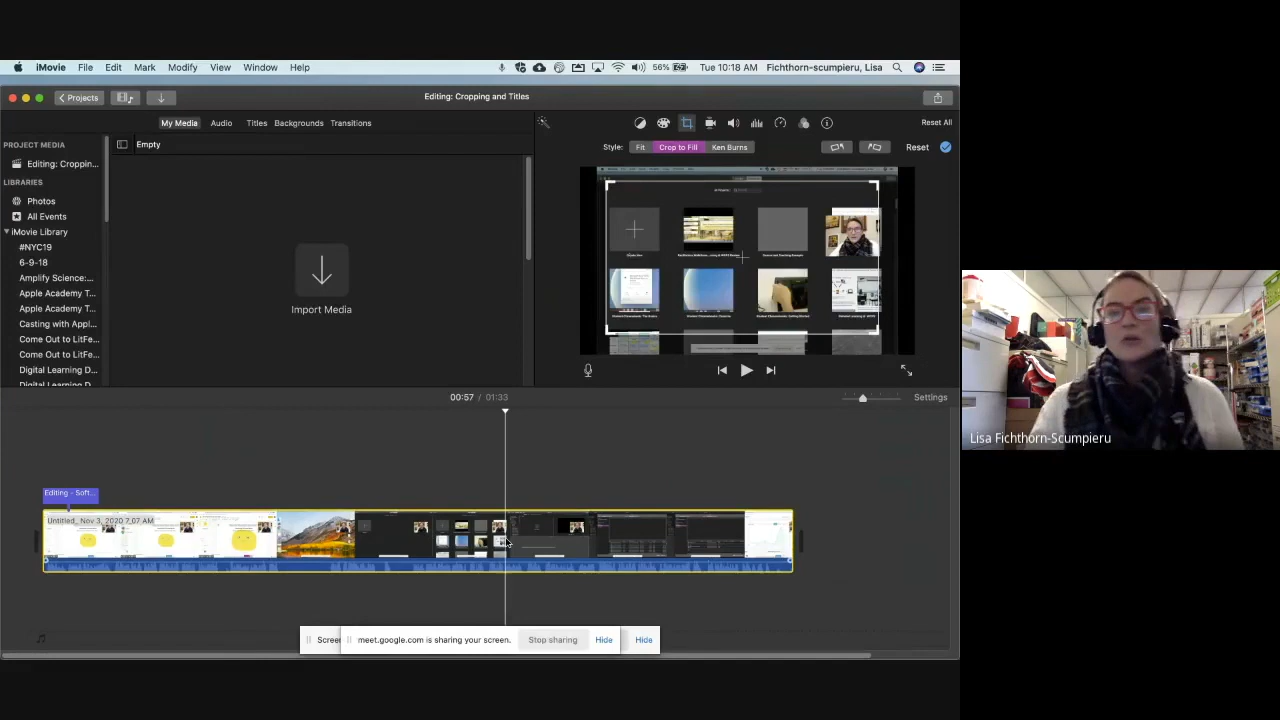 iMovie File Edit Mark Modify View Window Help
56% Tue 10:18 AM Fichthorn-scumpieru, Lisa
Projects
Editing: Cropping and Titles
My Media Audio Titles Backgrounds Transitions
Reset All
PROJECT MEDIA
Editing: Croppin...
LIBRARIES
Photos
All Events
iMovie Library
#NYC19
6-9-18
Amplify Science:...
Apple Academy T...
Apple Academy T...
Casting with Appl...
Come Out to LitFe...
Come Out to LitFe...
Digital Learning D...
Digital Learning D...
Empty
Import Media
Style: Fit Crop to Fill Ken Burns Reset
00:57 / 01:33
Settings
Editing - Soft...
Untitled_ Nov 3, 2020 7_07 AM
Screen
meet.google.com is sharing your screen. Stop sharing Hide
Hide
Lisa Fichthorn-Scumpieru